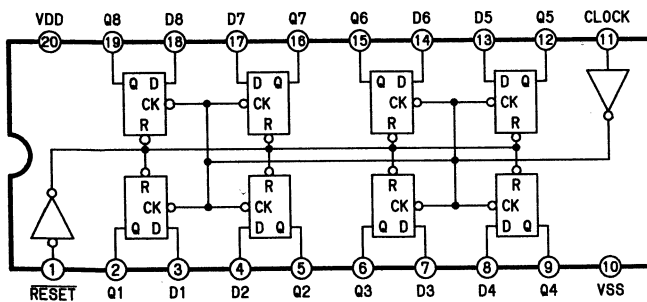 VDD Q8 D8 D7 Q7 Q6 D6 D5 Q5 CLOCK
20 19 18 17 16 15 14 13 12 11
Q D D Q Q D D Q
CK CK CK CK
R R R R
R R R R
CK CK CK CK
Q D D Q Q D D Q
1 2 3 4 5 6 7 8 9 10
RESET Q1 D1 D2 Q2 Q3 D3 D4 Q4 VSS